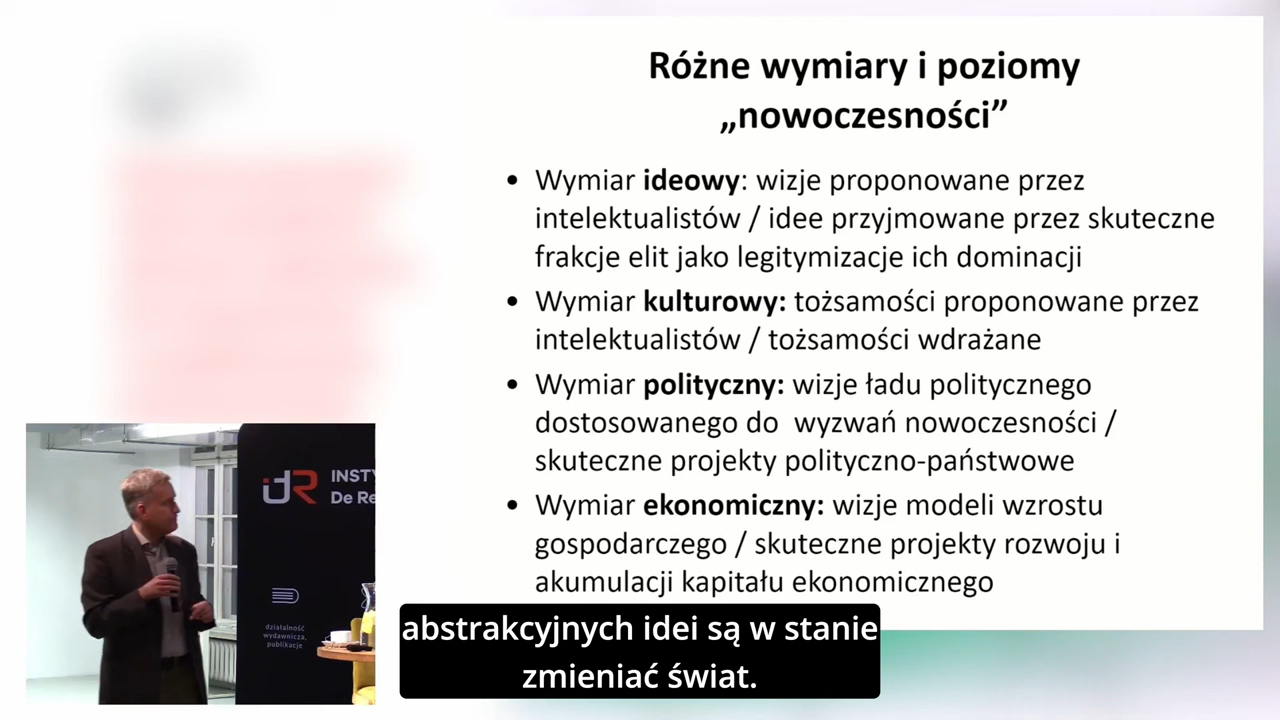 Różne wymiary i poziomy
„nowoczesności”
• Wymiar ideowy: wizje proponowane przez
intelektualistów / idee przyjmowane przez skuteczne
frakcje elit jako legitymizacje ich dominacji
• Wymiar kulturowy: tożsamości proponowane przez
intelektualistów / tożsamości wdrażane
• Wymiar polityczny: wizje ładu politycznego
dostosowanego do  wyzwań nowoczesności /
skuteczne projekty polityczno-państwowe
• Wymiar ekonomiczny: wizje modeli wzrostu
gospodarczego / skuteczne projekty rozwoju i
akumulacji kapitału ekonomicznego
idR INSTY
De Re
działalność
wydawnicza,
publikacje
abstrakcyjnych idei są w stanie
zmieniać świat.